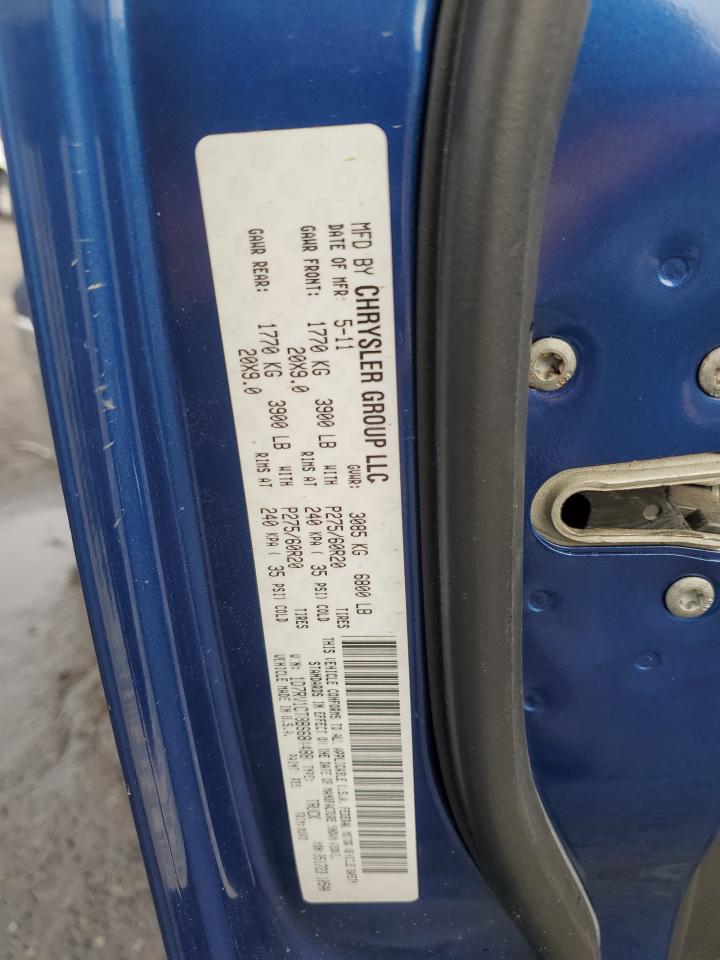 MFD BY CHRYSLER GROUP LLC
DATE OF MFR: 5-11 GVWR: 3085 KG 6800 LB
GAWR FRONT: 1770 KG 3900 LB WITH P275/60R20 TIRES
20X9.0 RIMS AT 240 KPA ( 35 PSI) COLD
GAWR REAR: 1770 KG 3900 LB WITH P275/60R20 TIRES
20X9.0 RIMS AT 240 KPA ( 35 PSI) COLD
THIS VEHICLE CONFORMS TO ALL APPLICABLE U.S.A. FEDERAL MOTOR VEHICLE SAFETY
STANDARDS IN EFFECT ON THE DATE OF MANUFACTURE SHOWN ABOVE.
TYPE: TRUCK
VEHICLE MADE IN U.S.A. PAINT: PBS